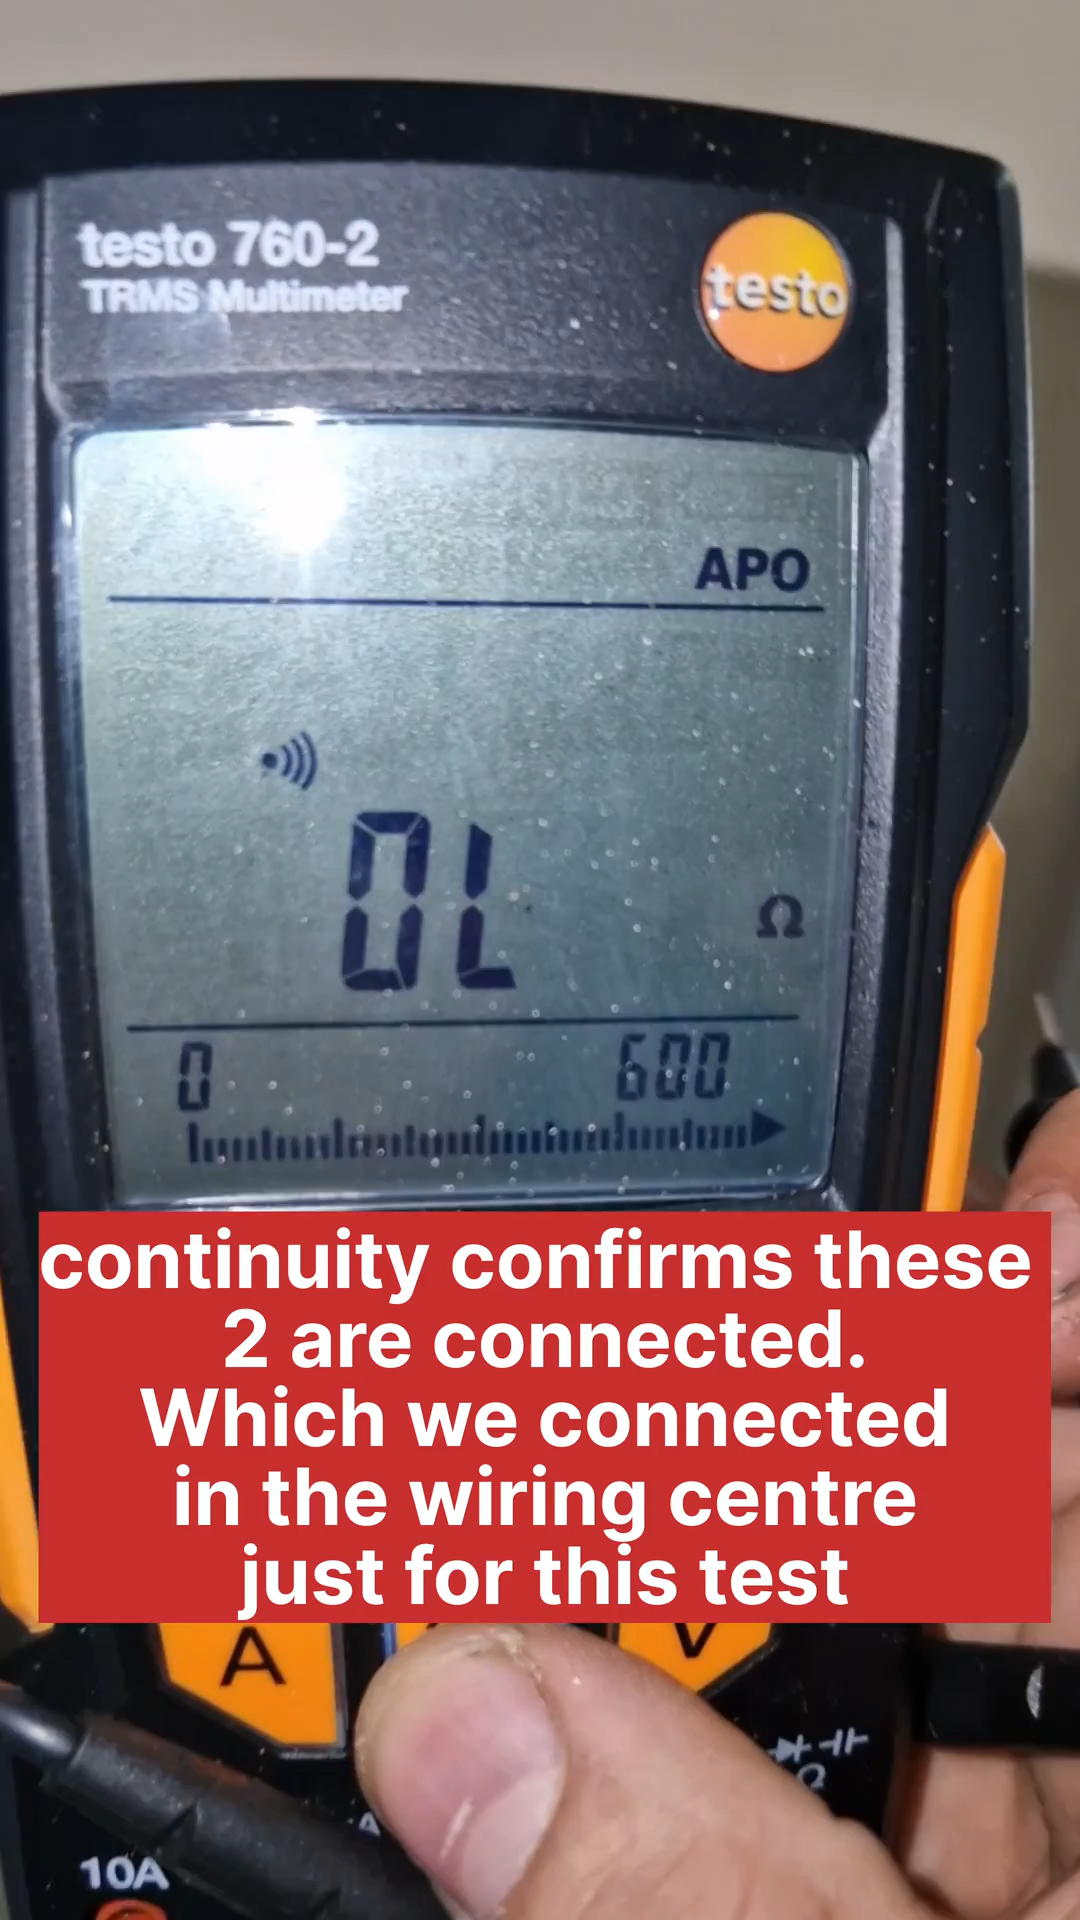 testo 760-2
TRMS Multimeter
testo
APO
OL
Ω
0 600
continuity confirms these
2 are connected.
Which we connected
in the wiring centre
just for this test
A
V
Ω
A
10A